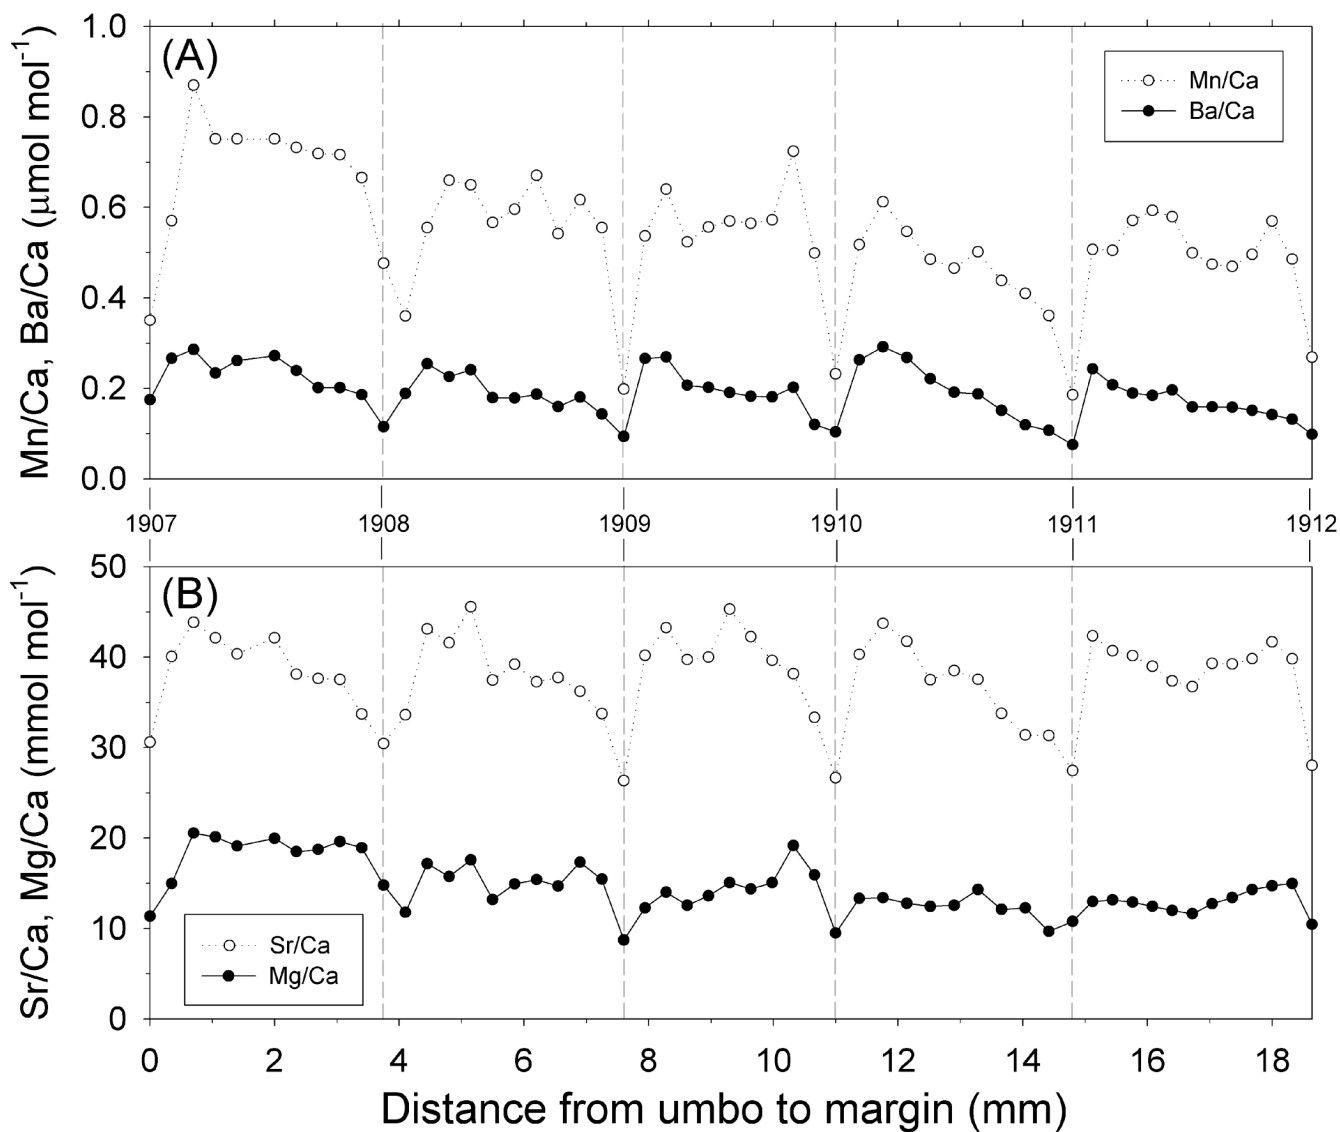 (A)
Mn/Ca, Ba/Ca (μmol mol⁻¹)
1.0
0.8
0.6
0.4
0.2
0.0
Mn/Ca
Ba/Ca
1907 1908 1909 1910 1911 1912
(B)
Sr/Ca, Mg/Ca (mmol mol⁻¹)
50
40
30
20
10
0
Sr/Ca
Mg/Ca
0 2 4 6 8 10 12 14 16 18
Distance from umbo to margin (mm)